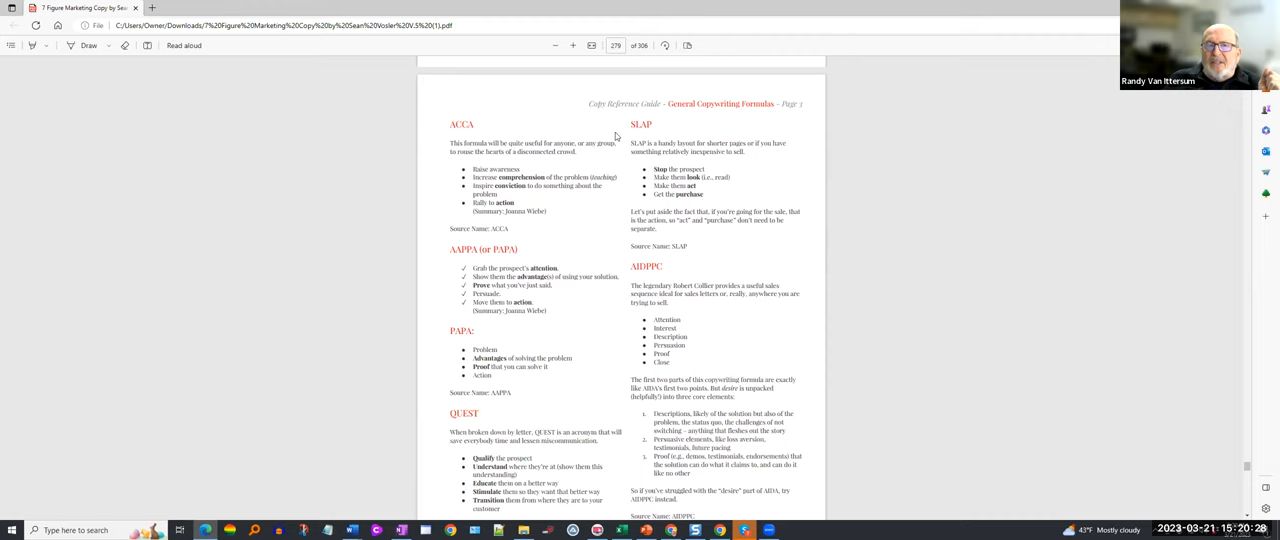 7 Figure Marketing Copy by Sean
File
C:/Users/Owner/Downloads/7%20Figure%20Marketing%20Copy%20by%20Sean%20Vosler%20V.5%20(1).pdf
Draw
Read aloud
279
of 306
Randy Van Ittersum
Copy Reference Guide - General Copywriting Formulas - Page 3
ACCA
This formula will be quite useful for anyone, or any group,
to rouse the hearts of a disconnected crowd.
Raise awareness
Increase comprehension of the problem (teaching)
Inspire conviction to do something about the
problem
Rally to action
(Summary: Joanna Wiebe)
Source Name: ACCA
AAPPA (or PAPA)
Grab the prospect's attention.
Show them the advantage(s) of using your solution.
Prove what you've just said.
Persuade.
Move them to action.
(Summary: Joanna Wiebe)
PAPA:
Problem
Advantages of solving the problem
Proof that you can solve it
Action
Source Name: AAPPA
QUEST
When broken down by letter, QUEST is an acronym that will
save everybody time and lessen miscommunication.
Qualify the prospect
Understand where they're at (show them this
understanding)
Educate them on a better way
Stimulate them so they want that better way
Transition them from where they are to your
customer
SLAP
SLAP is a handy layout for shorter pages or if you have
something relatively inexpensive to sell.
Stop the prospect
Make them look (i.e., read)
Make them act
Get the purchase
Let's put aside the fact that, if you're going for the sale, that
is the action, so "act" and "purchase" don't need to be
separate.
Source Name: SLAP
AIDPPC
The legendary Robert Collier provides a useful sales
sequence ideal for sales letters or, really, anywhere you are
trying to sell.
Attention
Interest
Description
Persuasion
Proof
Close
The first two parts of this copywriting formula are exactly
like AIDA's first two points. But desire is unpacked
(helpfully!) into three core elements:
1. Descriptions, likely of the solution but also of the
problem, the status quo, the challenges of not
switching – anything that fleshes out the story
2. Persuasive elements, like loss aversion,
testimonials, future pacing
3. Proof (e.g., demos, testimonials, endorsements) that
the solution can do what it claims to, and can do it
like no other
So if you've struggled with the "desire" part of AIDA, try
AIDPPC instead.
Source Name: AIDPPC
Type here to search
43°F Mostly cloudy
2023-03-21 15:20:28